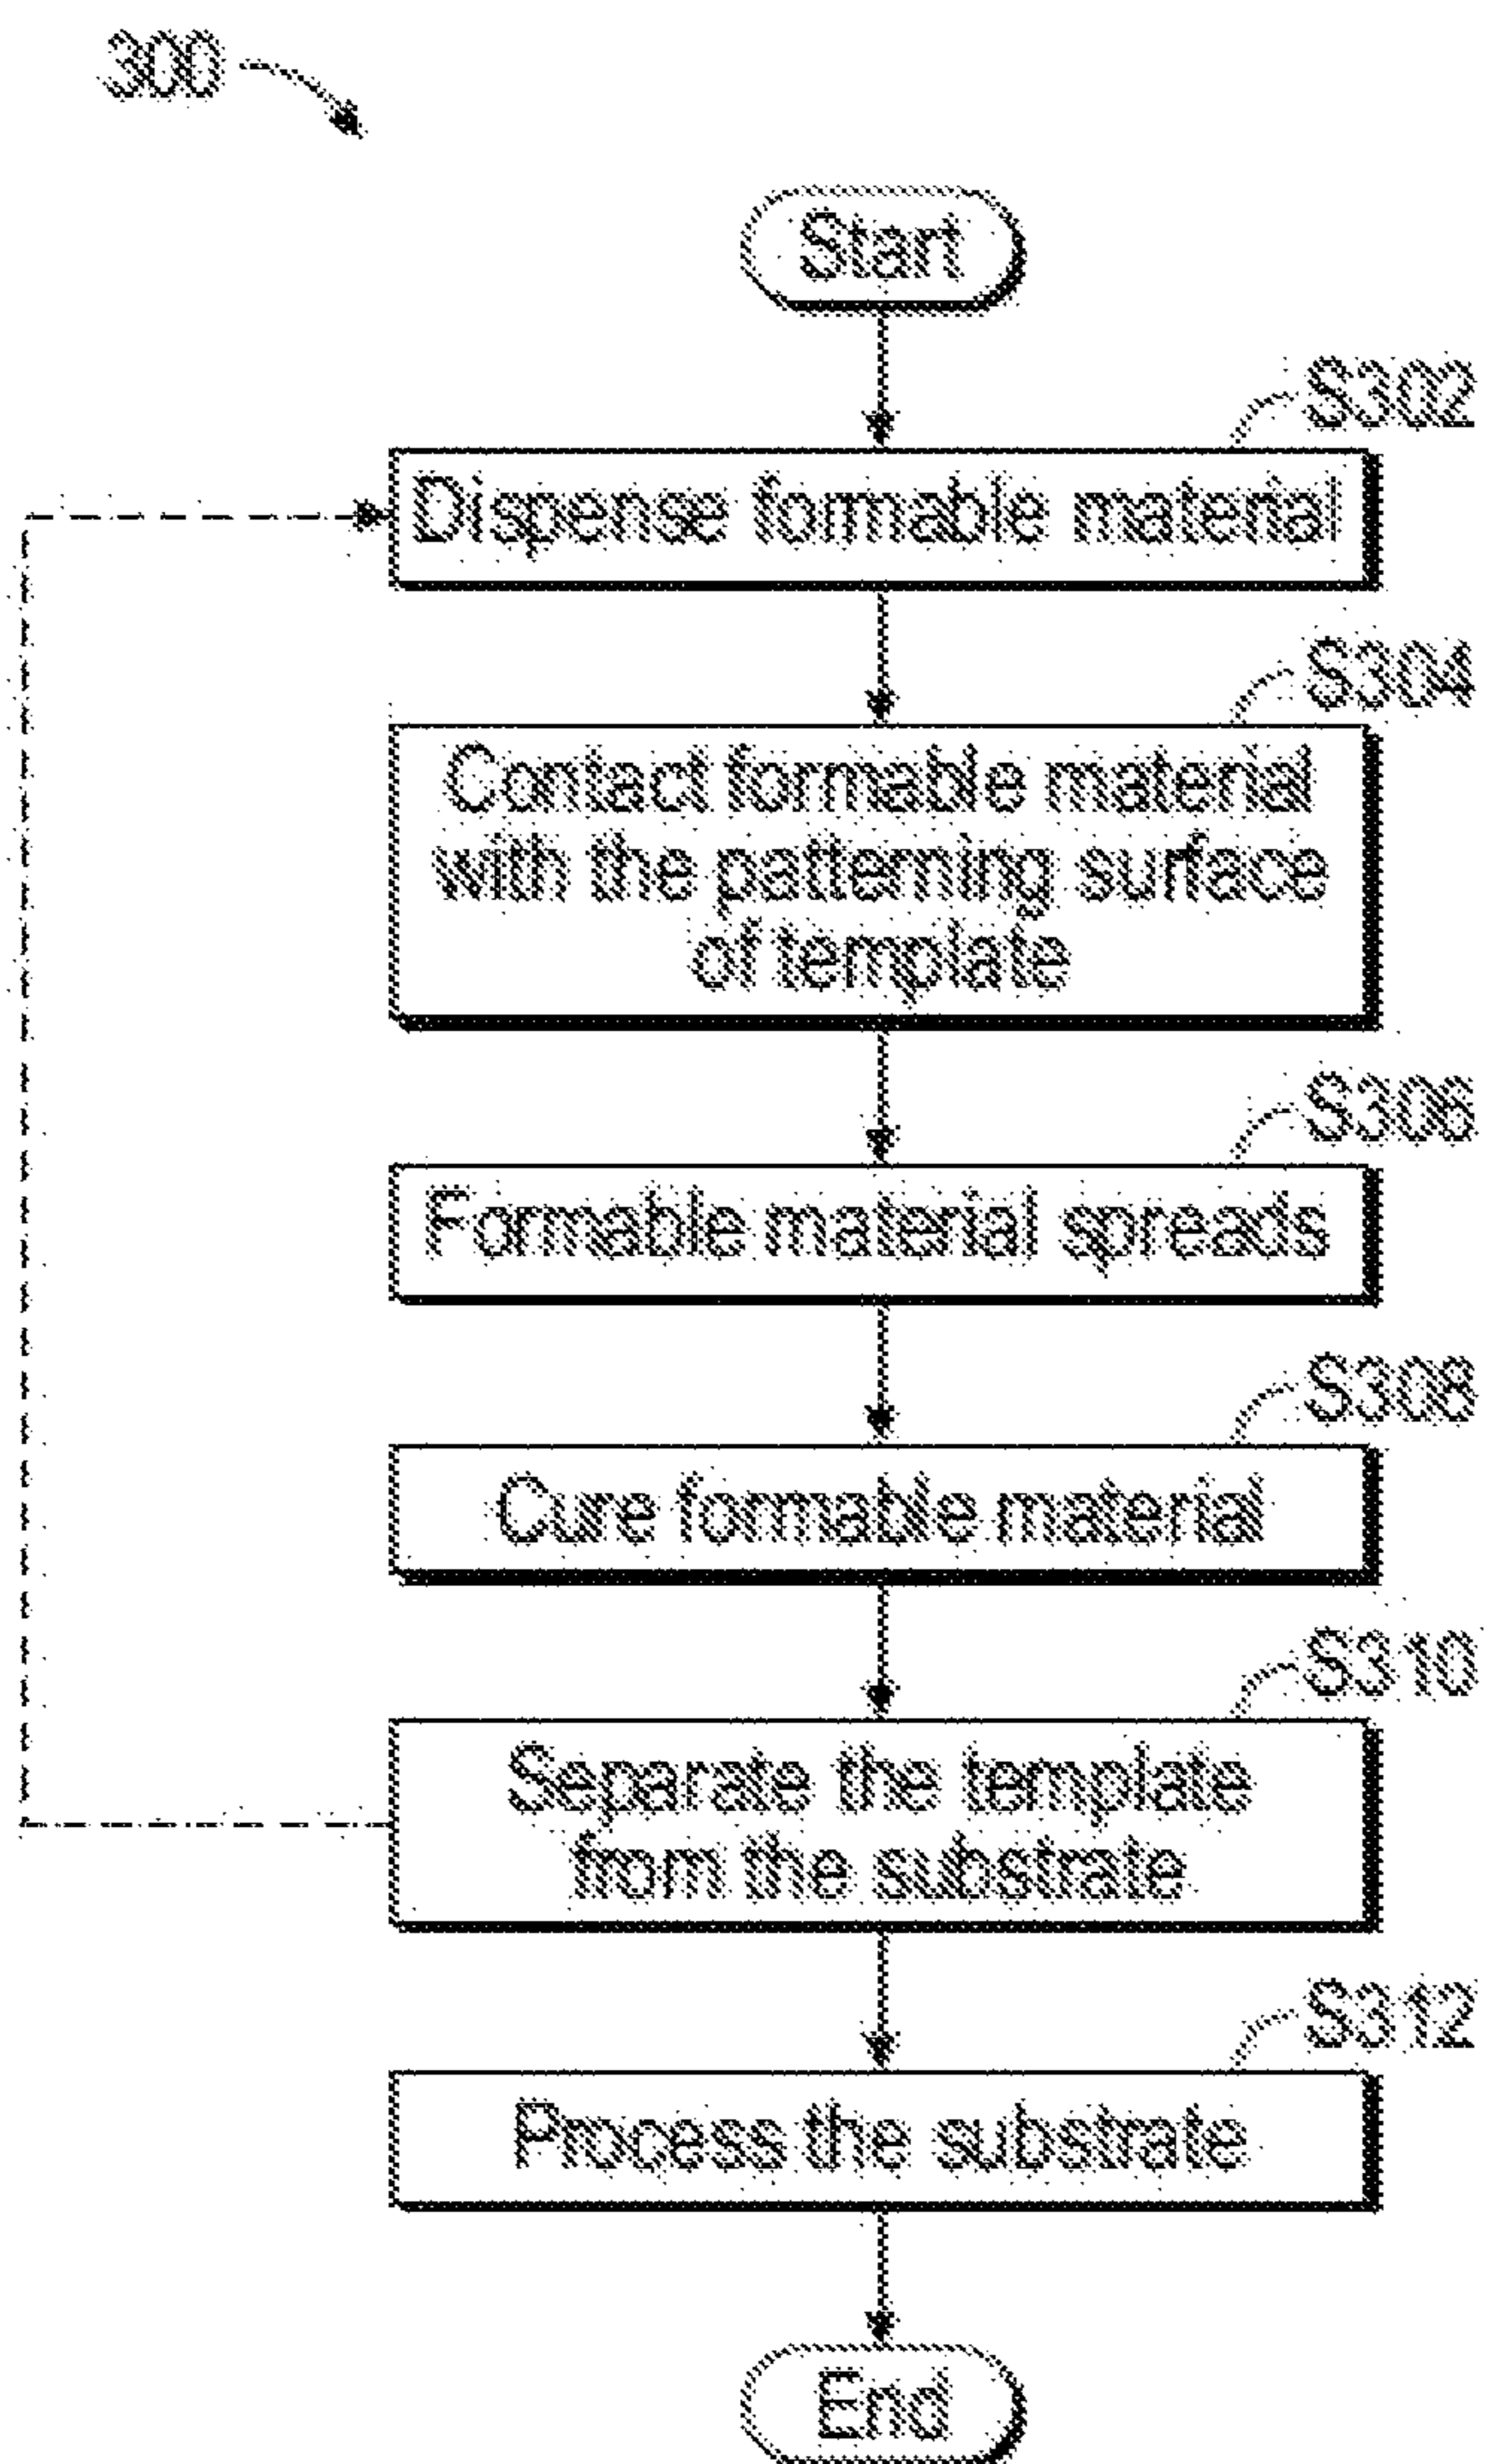 300
Start
S302
Dispense formable material
S304
Contact formable material
with the patterning surface
of template
S306
Formable material spreads
S308
Cure formable material
S310
Separate the template
from the substrate
S312
Process the substrate
End